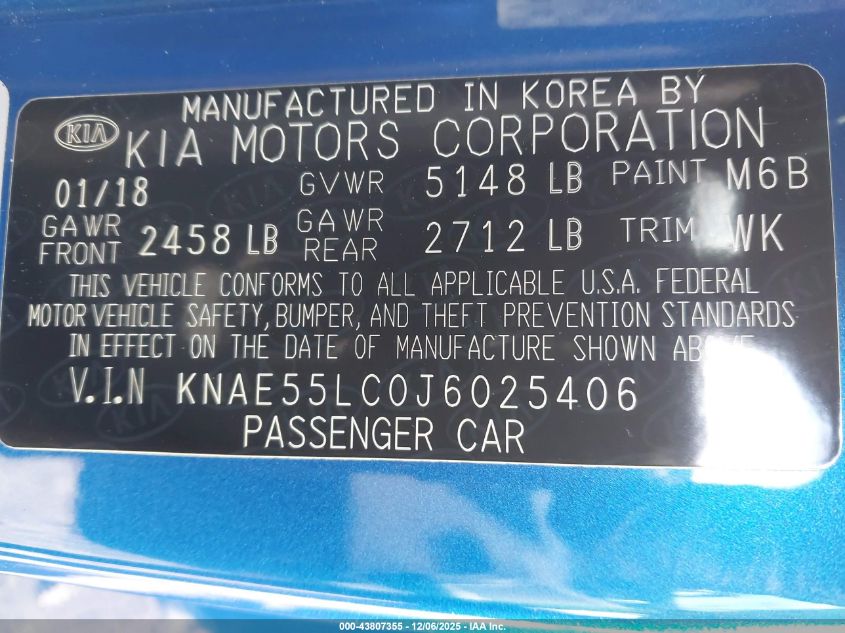 MANUFACTURED IN KOREA BY
KIA KIA MOTORS CORPORATION
01/18 GVWR 5148 LB PAINT M6B
GAWR FRONT 2458 LB GAWR REAR 2712 LB TRIM WK
THIS VEHICLE CONFORMS TO ALL APPLICABLE U.S.A. FEDERAL
MOTOR VEHICLE SAFETY, BUMPER, AND THEFT PREVENTION STANDARDS
IN EFFECT ON THE DATE OF MANUFACTURE SHOWN ABOVE
V.I.N KNAE55LC0J6025406
PASSENGER CAR
000-43807355 - 12/06/2025 - IAA Inc.